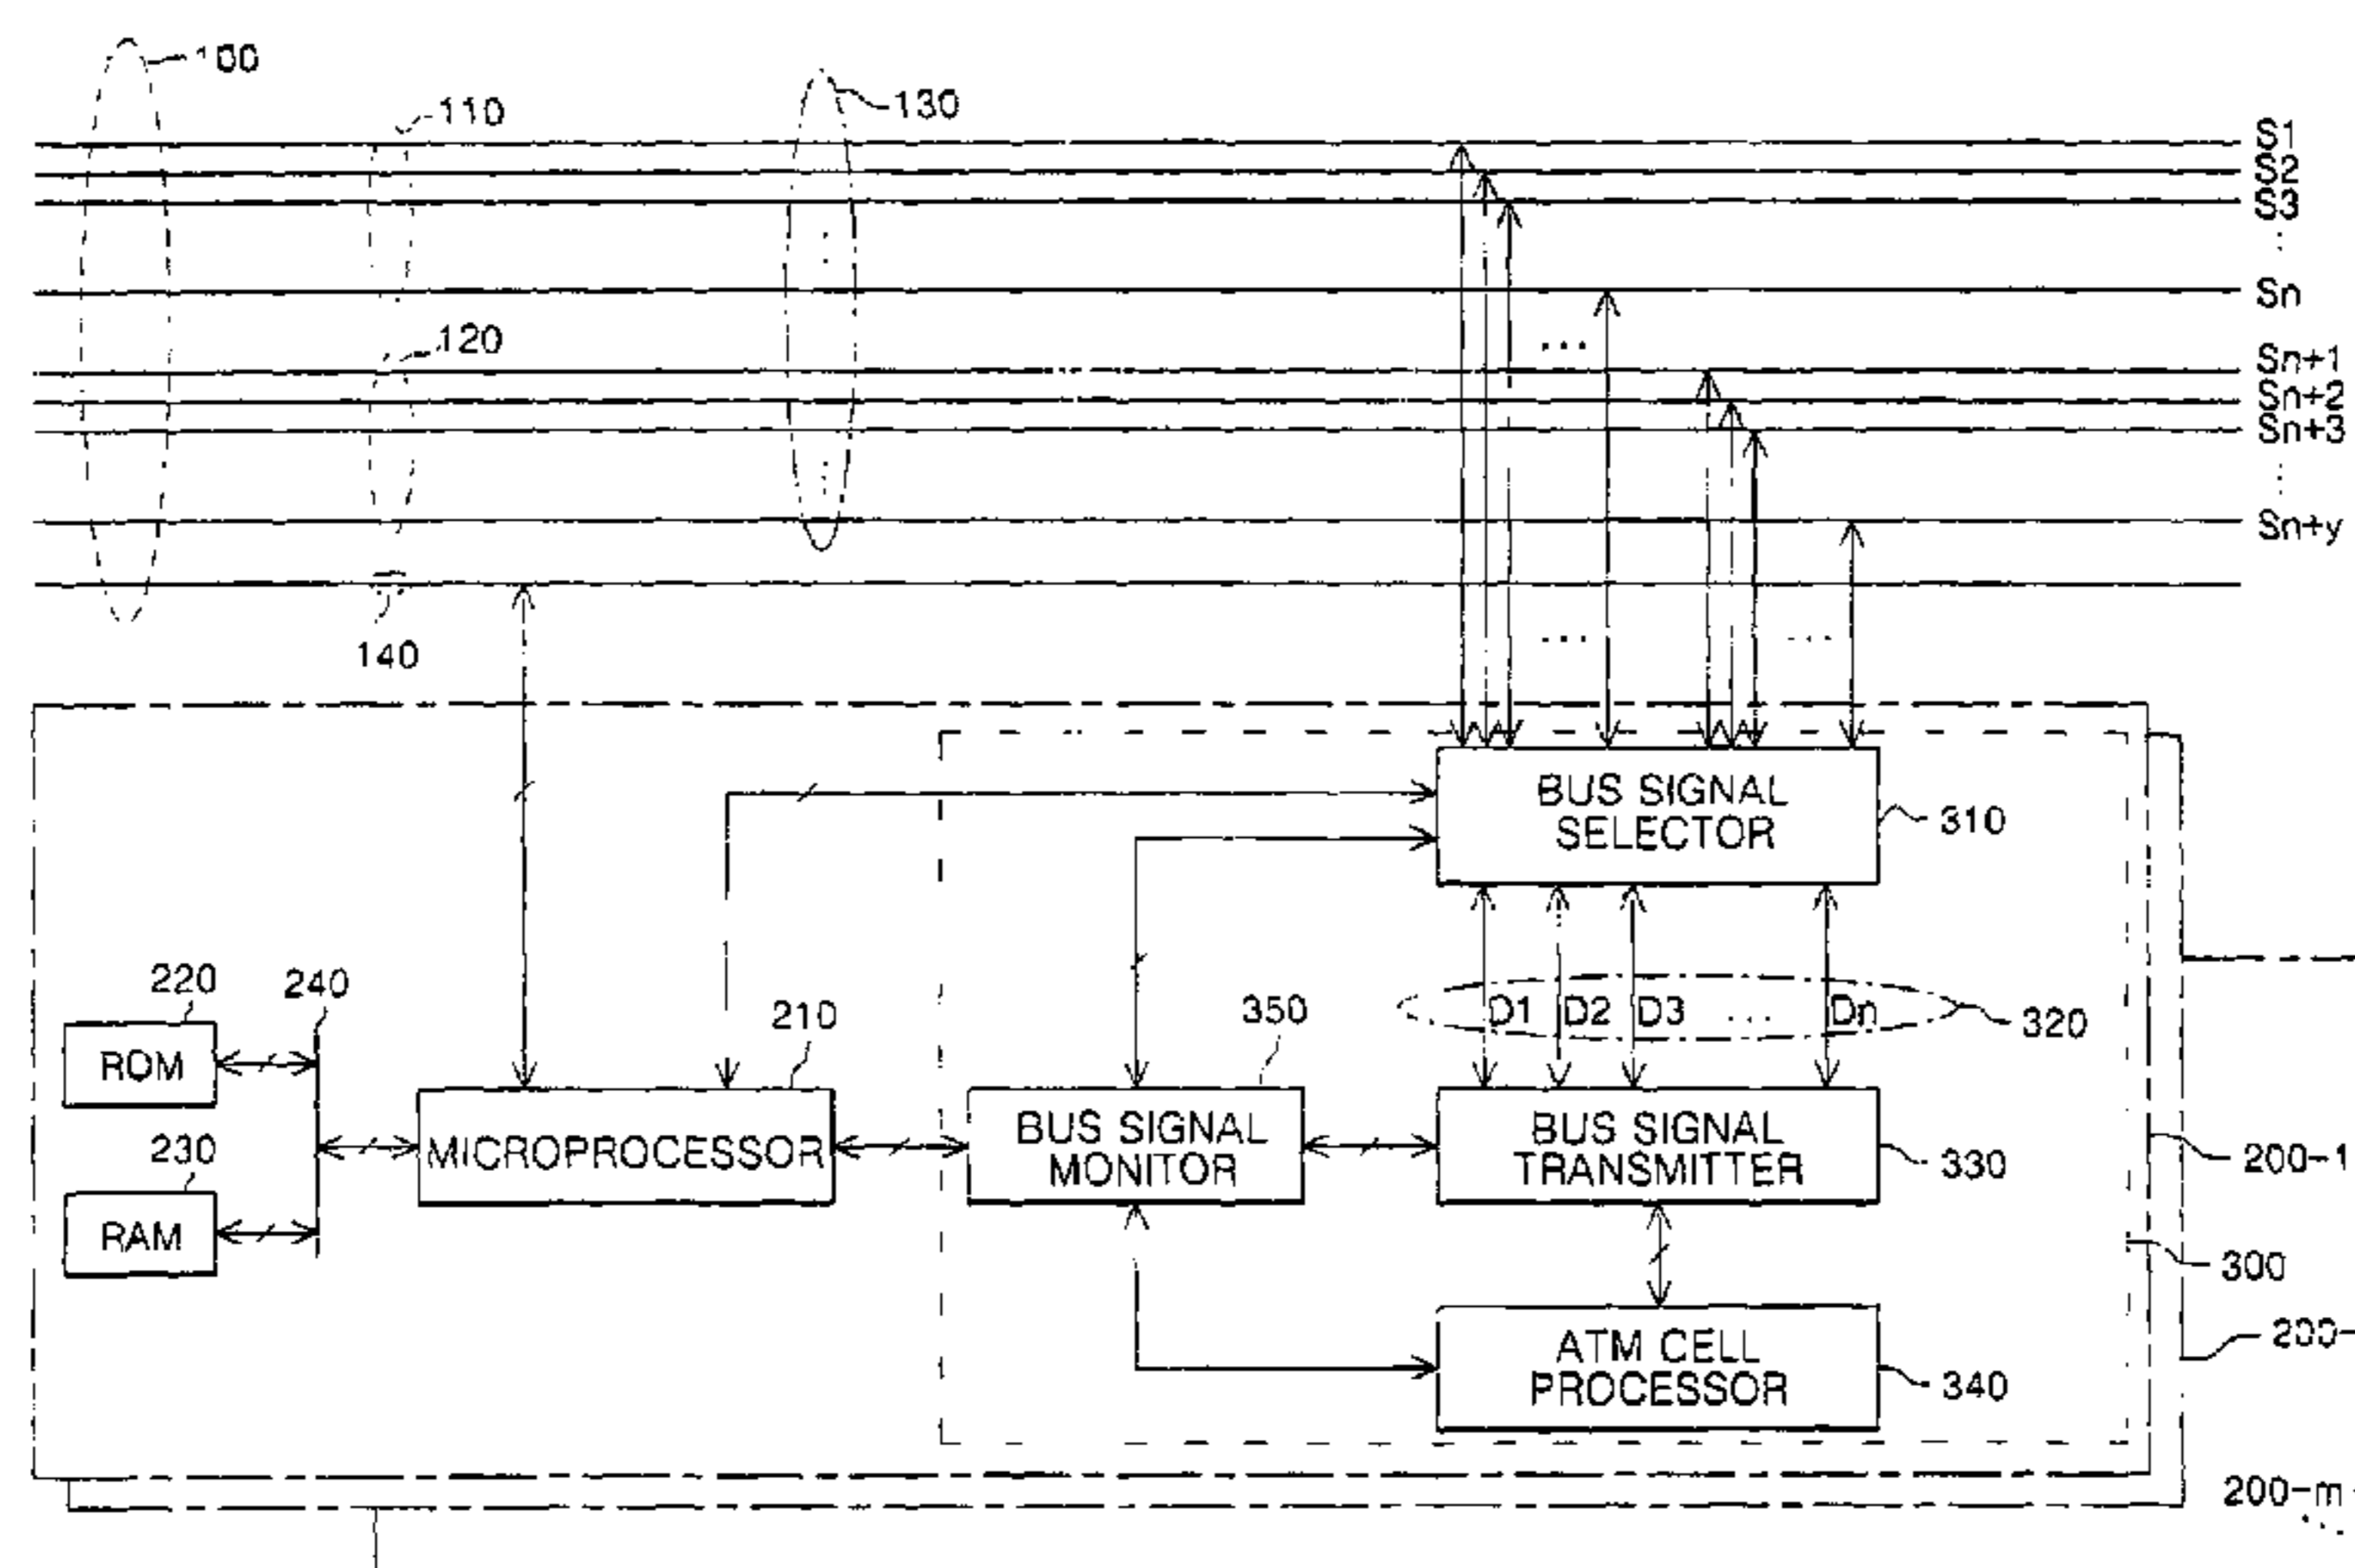 100
110
130
S1
S2
S3
Sn
120
Sn+1
Sn+2
Sn+3
Sn+y
140
BUS SIGNAL
SELECTOR
310
220
240
ROM
210
350
D1 D2 D3 ... Dn
320
MICROPROCESSOR
BUS SIGNAL
MONITOR
BUS SIGNAL
TRANSMITTER
330
200-1
230
RAM
300
200-
ATM CELL
PROCESSOR
340
200-m